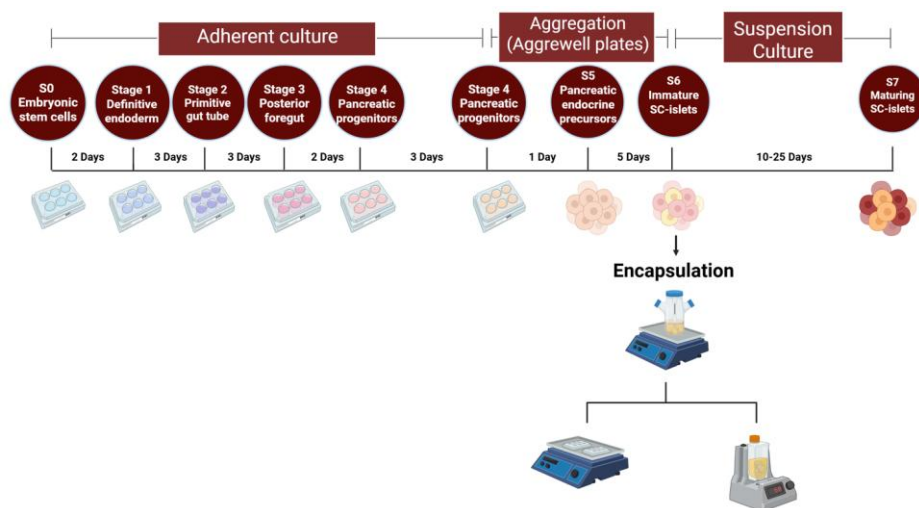 Adherent culture
Aggregation
(Aggrewell plates)
Suspension
Culture
S0
Embryonic
stem cells
Stage 1
Definitive
endoderm
Stage 2
Primitive
gut tube
Stage 3
Posterior
foregut
Stage 4
Pancreatic
progenitors
Stage 4
Pancreatic
progenitors
S5
Pancreatic
endocrine
precursors
S6
Immature
SC-islets
S7
Maturing
SC-islets
2 Days
3 Days
3 Days
2 Days
3 Days
1 Day
5 Days
10-25 Days
Encapsulation